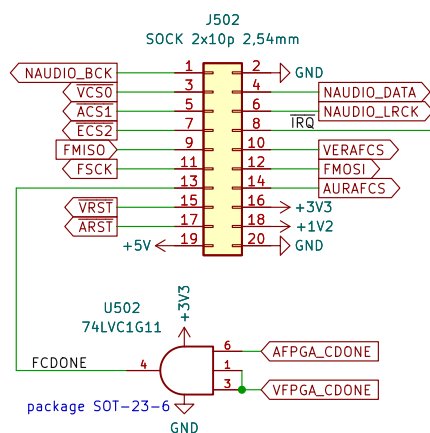 J502
SOCK 2x10p 2,54mm
NAUDIO_BCK 1 2 GND
VCS0 3 4 NAUDIO_DATA
ACS1 5 6 NAUDIO_LRCK
ECS2 7 8 IRQ
FMISO 9 10 VERAFCS
FSCK 11 12 FMOSI
13 14 AURAFCS
VRST 15 16 +3V3
ARST 17 18 +1V2
+5V 19 20 GND
U502
74LVC1G11
+3V3
FCDONE 4
6 AFPGA_CDONE
1
3 VFPGA_CDONE
package SOT-23-6
GND